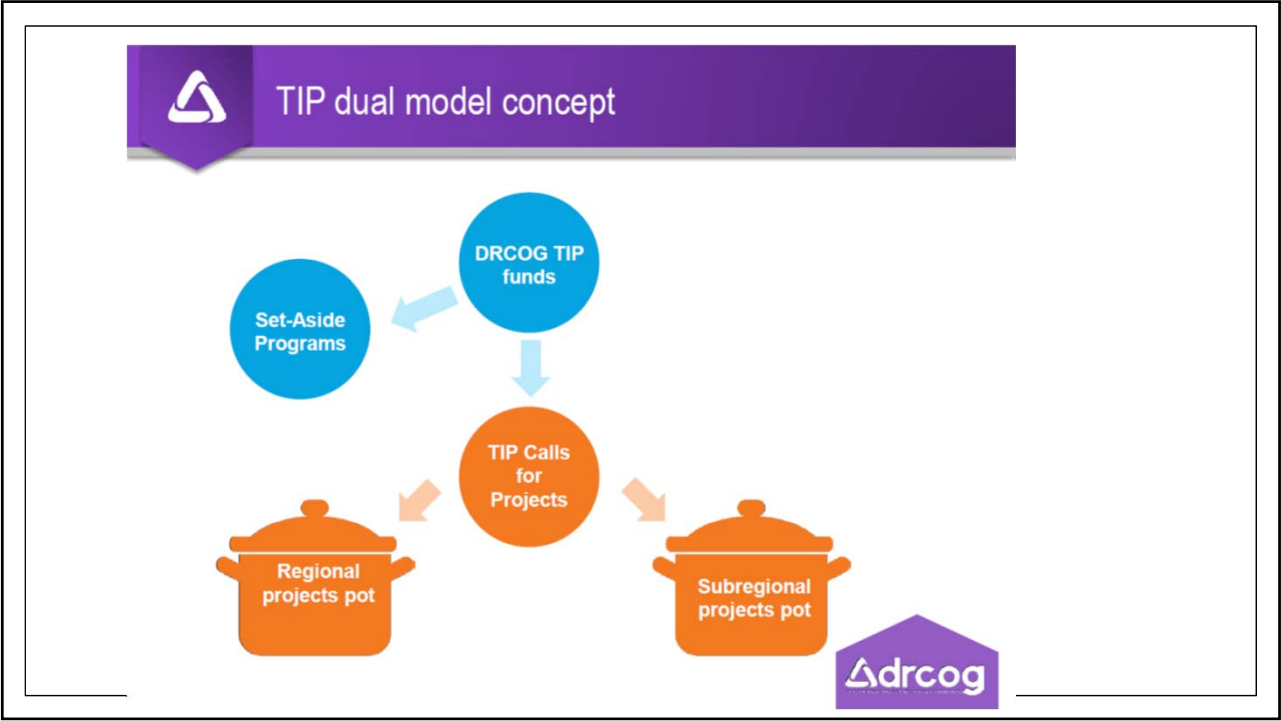 TIP dual model concept
DRCOG TIP
funds
Set-Aside
Programs
TIP Calls
for
Projects
Regional
projects pot
Subregional
projects pot
drcog